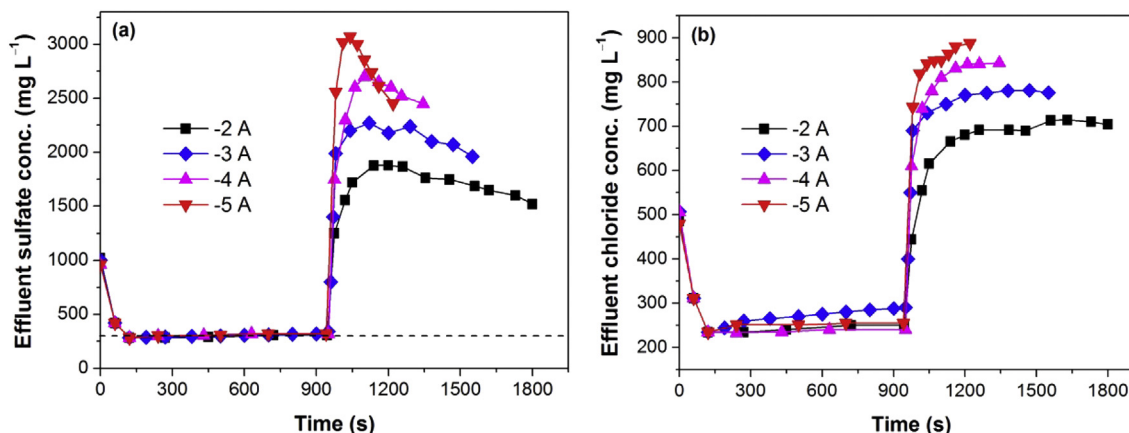 (a)
Effluent sulfate conc. (mg L⁻¹)
3000
2500
2000
1500
1000
500
0
-2 A
-3 A
-4 A
-5 A
0 300 600 900 1200 1500 1800
Time (s)
(b)
Effluent chloride conc. (mg L⁻¹)
900
800
700
600
500
400
300
200
-2 A
-3 A
-4 A
-5 A
0 300 600 900 1200 1500 1800
Time (s)